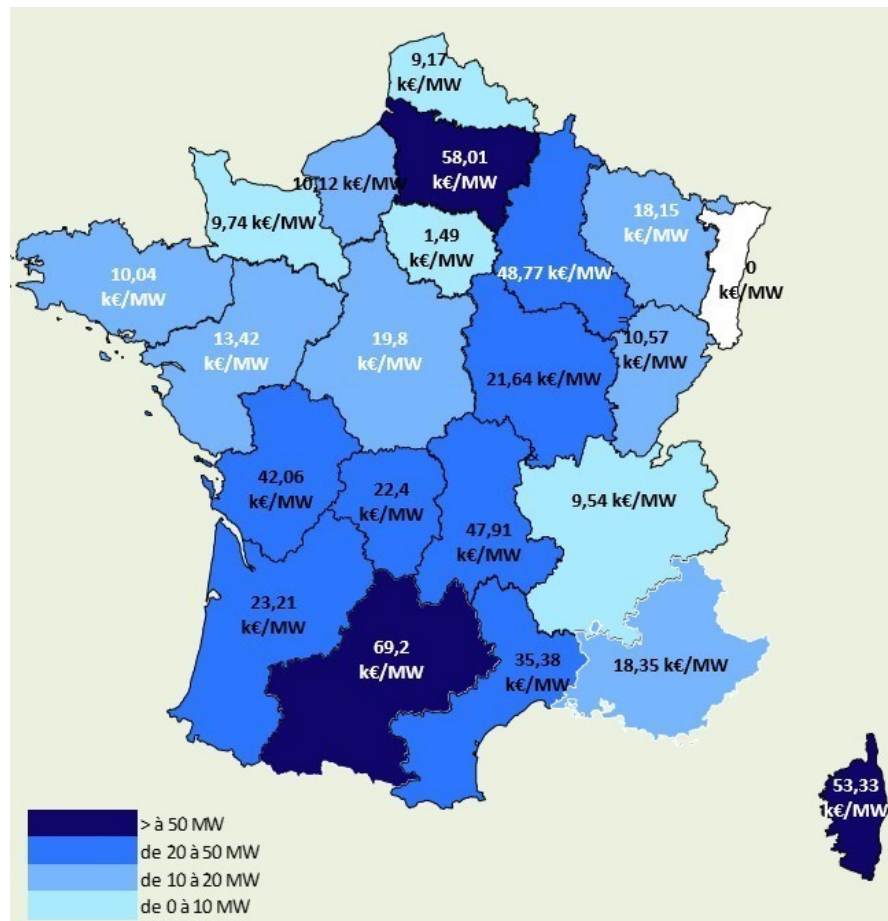 9,17
k€/MW
58,01
k€/MW
10,12 k€/MW
9,74 k€/MW
1,49
k€/MW
18,15
k€/MW
0
k€/MW
48,77 k€/MW
10,04
k€/MW
13,42
k€/MW
19,8
k€/MW
10,57
k€/MW
21,64 k€/MW
&
42,06
k€/MW
22,4
k€/MW
47,91
k€/MW
9,54 k€/MW
23,21
k€/MW
69,2
k€/MW
35,38
k€/MW
18,35 k€/MW
53,33
k€/MW
> à 50 MW
de 20 à 50 MW
de 10 à 20 MW
de 0 à 10 MW